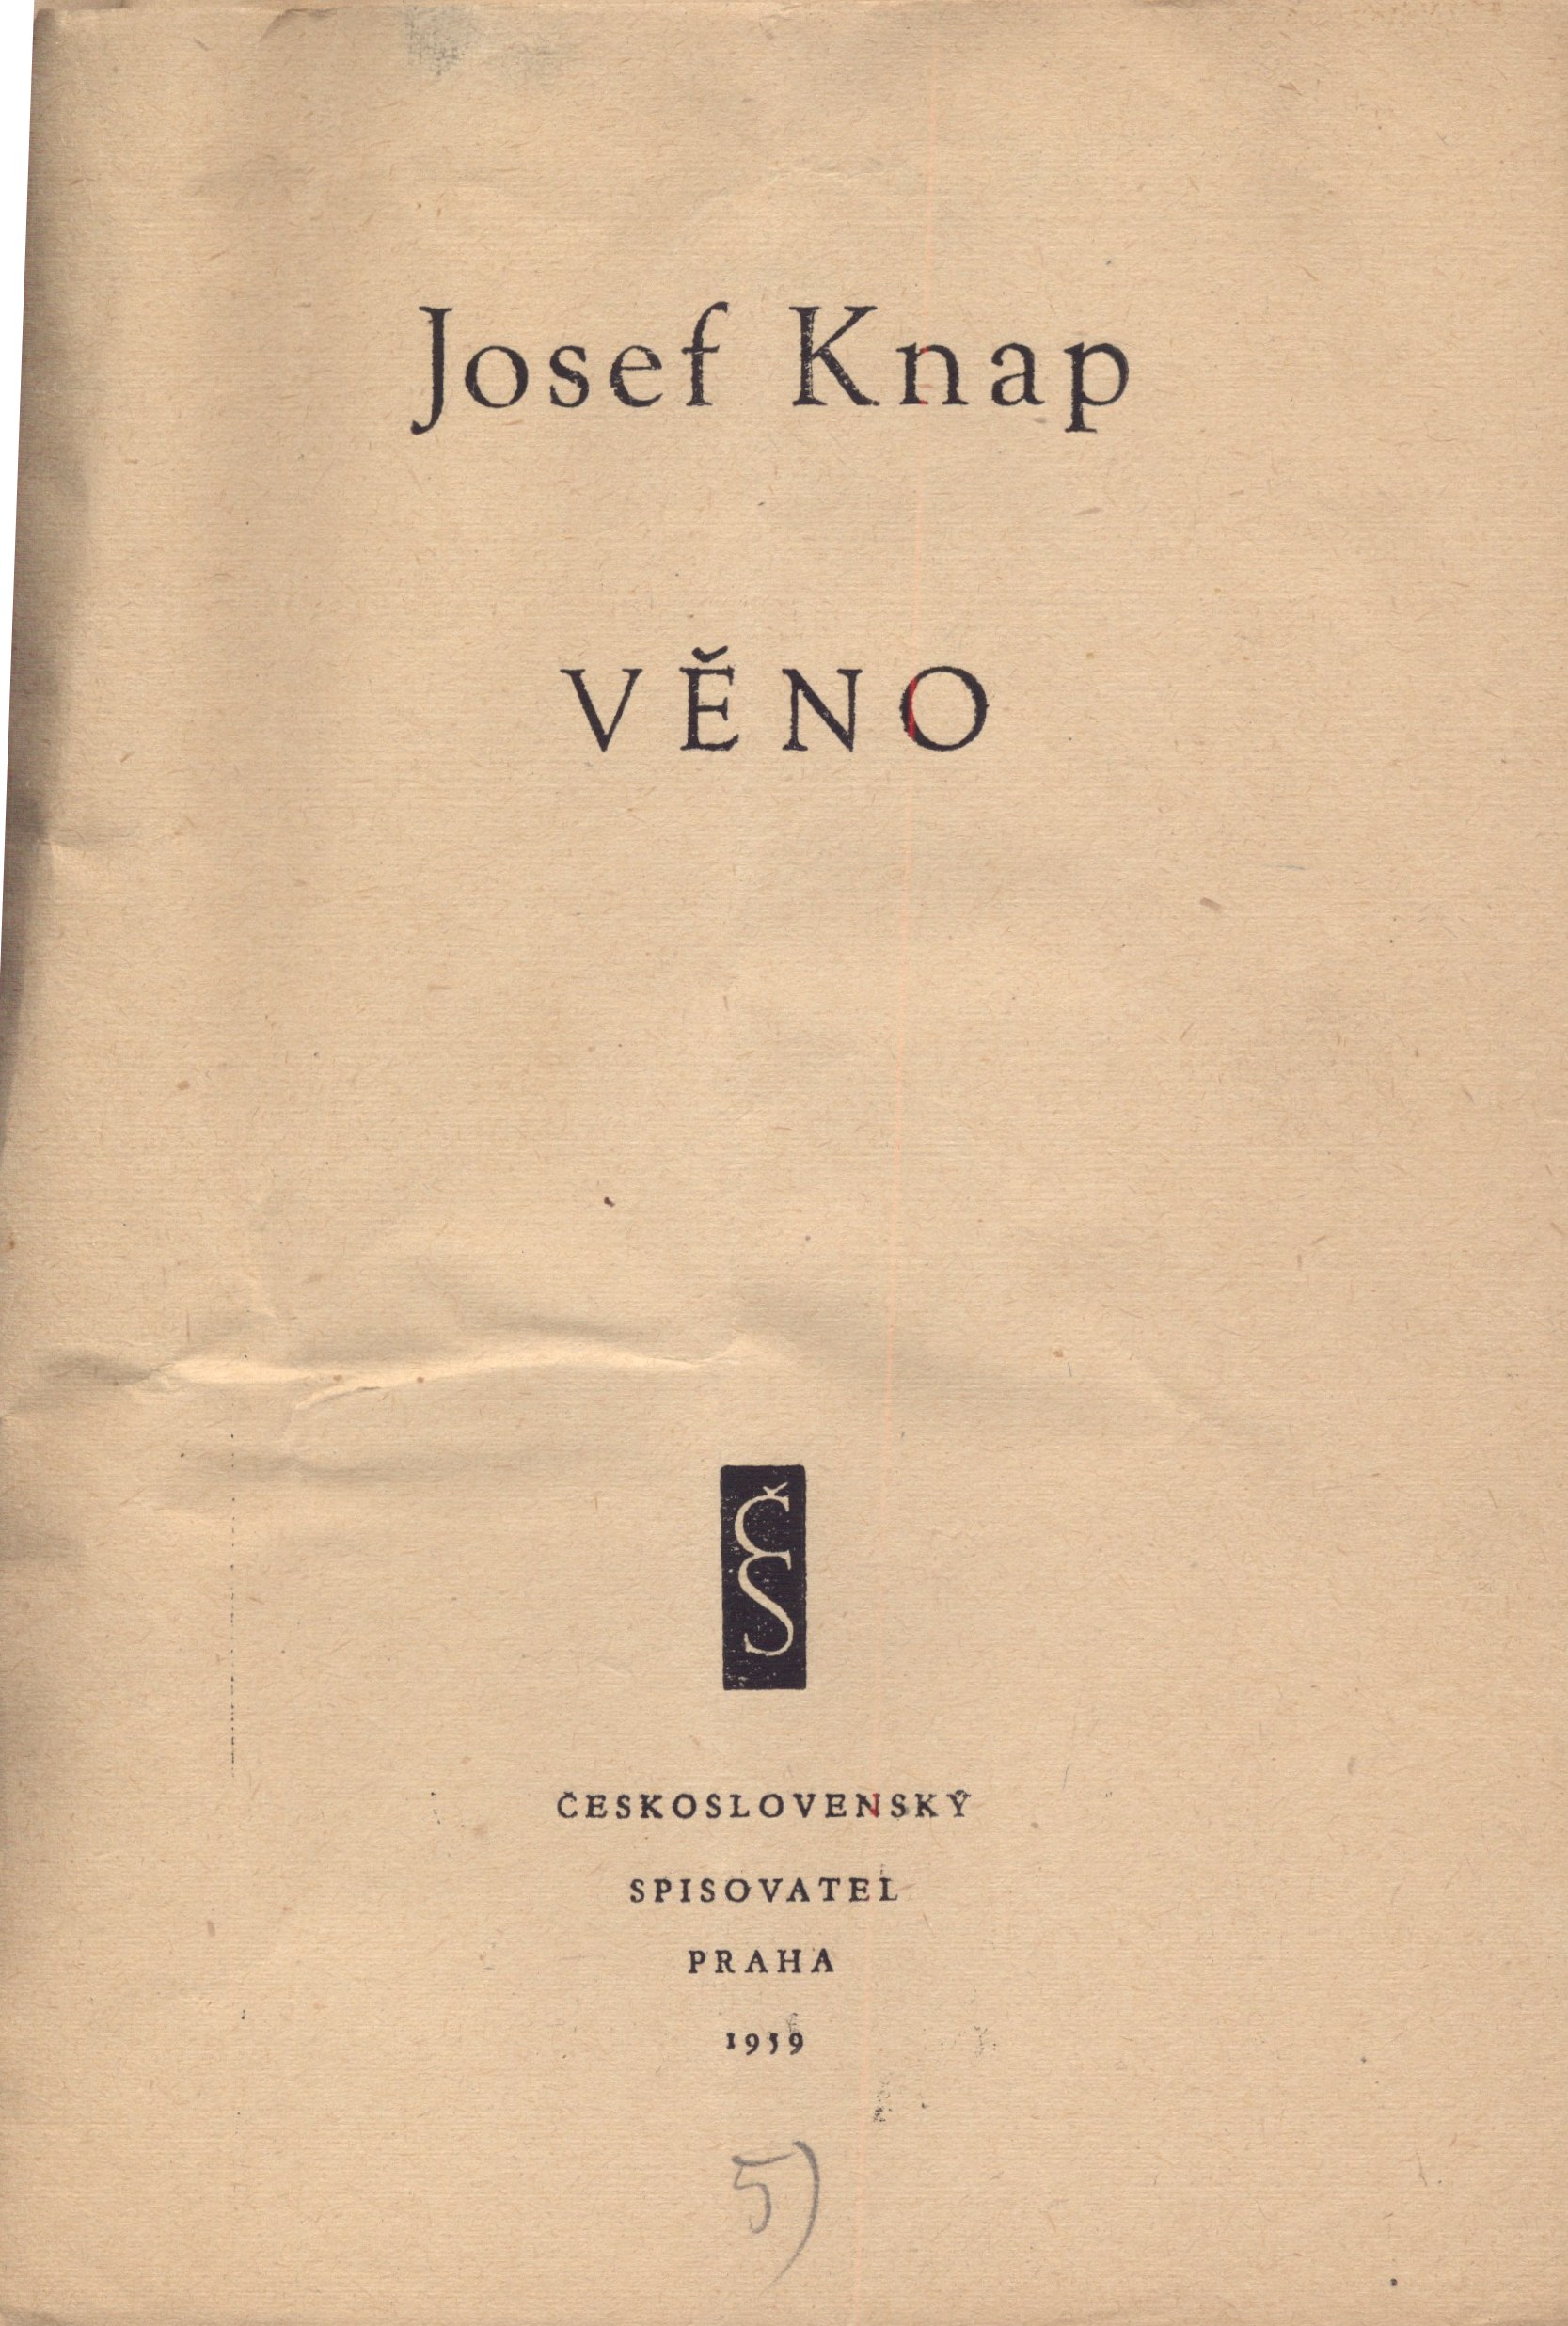 Josef Knap
VĚNO
ČS
ČESKOSLOVENSKÝ
SPISOVATEL
PRAHA
1959
5)